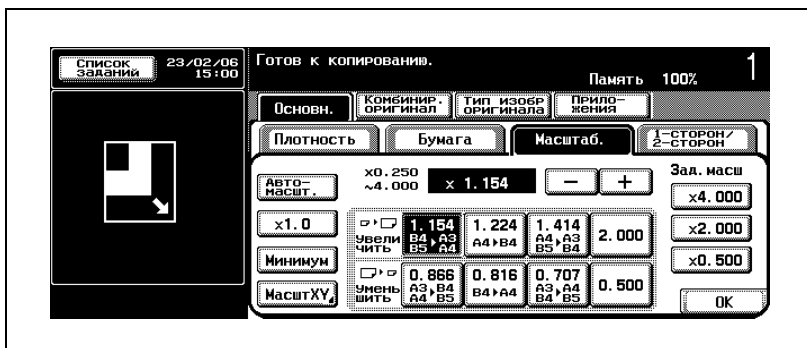 Список заданий
23/02/06
15:00
Готов к копированию.
Память 100%
1
Основн.
Комбинир. оригинал
Тип изобр оригинала
Прило-
жения
Плотность
Бумага
Масштаб.
1-сторон/
2-сторон
Авто-
масшт.
x0.250
~4.000
x 1.154
− +
Зад. масш
x4.000
x1.0
Увели
чить
1.154
B4▸A3
B5▸A4
1.224
A4▸B4
1.414
A4▸A3
B5▸B4
2.000
x2.000
Минимум
x0.500
МасштXY
Умень
шить
0.866
A3▸B4
A4▸B5
0.816
B4▸A4
0.707
A3▸A4
B4▸B5
0.500
OK